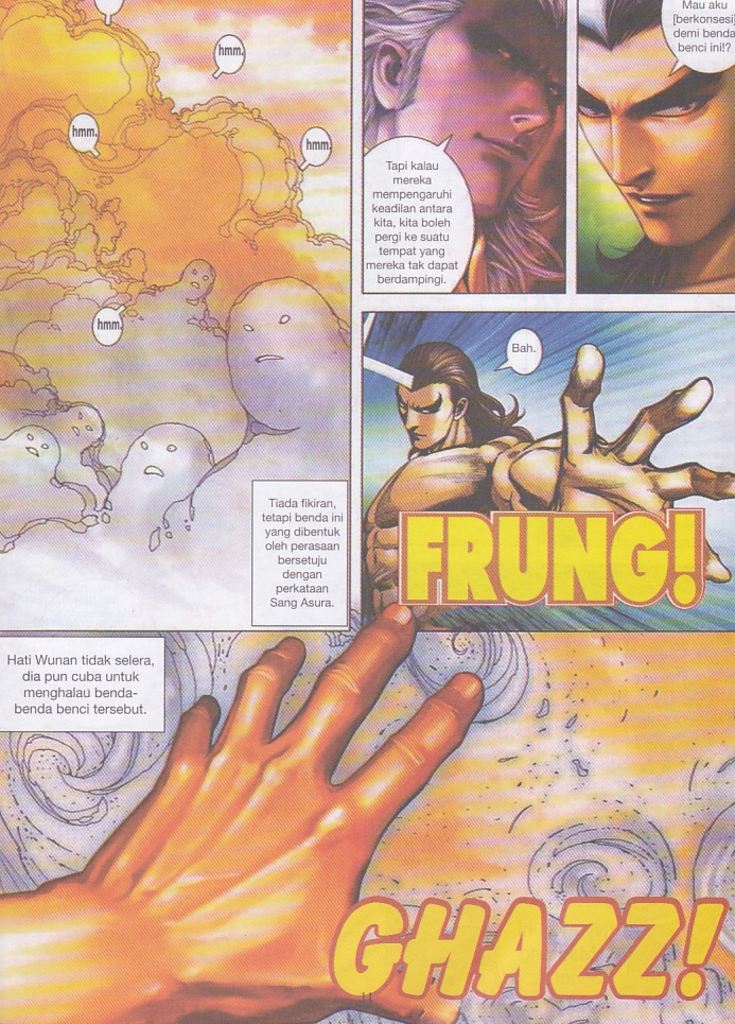 hmm.
hmm.
hmm.
hmm.
Tiada fikiran,
tetapi benda ini
yang dibentuk
oleh perasaan
bersetuju
dengan
perkataan
Sang Asura.
Tapi kalau
mereka
mempengaruhi
keadilan antara
kita, kita boleh
pergi ke suatu
tempat yang
mereka tak dapat
berdampingi.
Mau aku
[berkonsesi]
demi benda
benci ini!?
Bah.
FRUNG!
Hati Wunan tidak selera,
dia pun cuba untuk
menghalau benda-
benda benci tersebut.
GHAZZ!